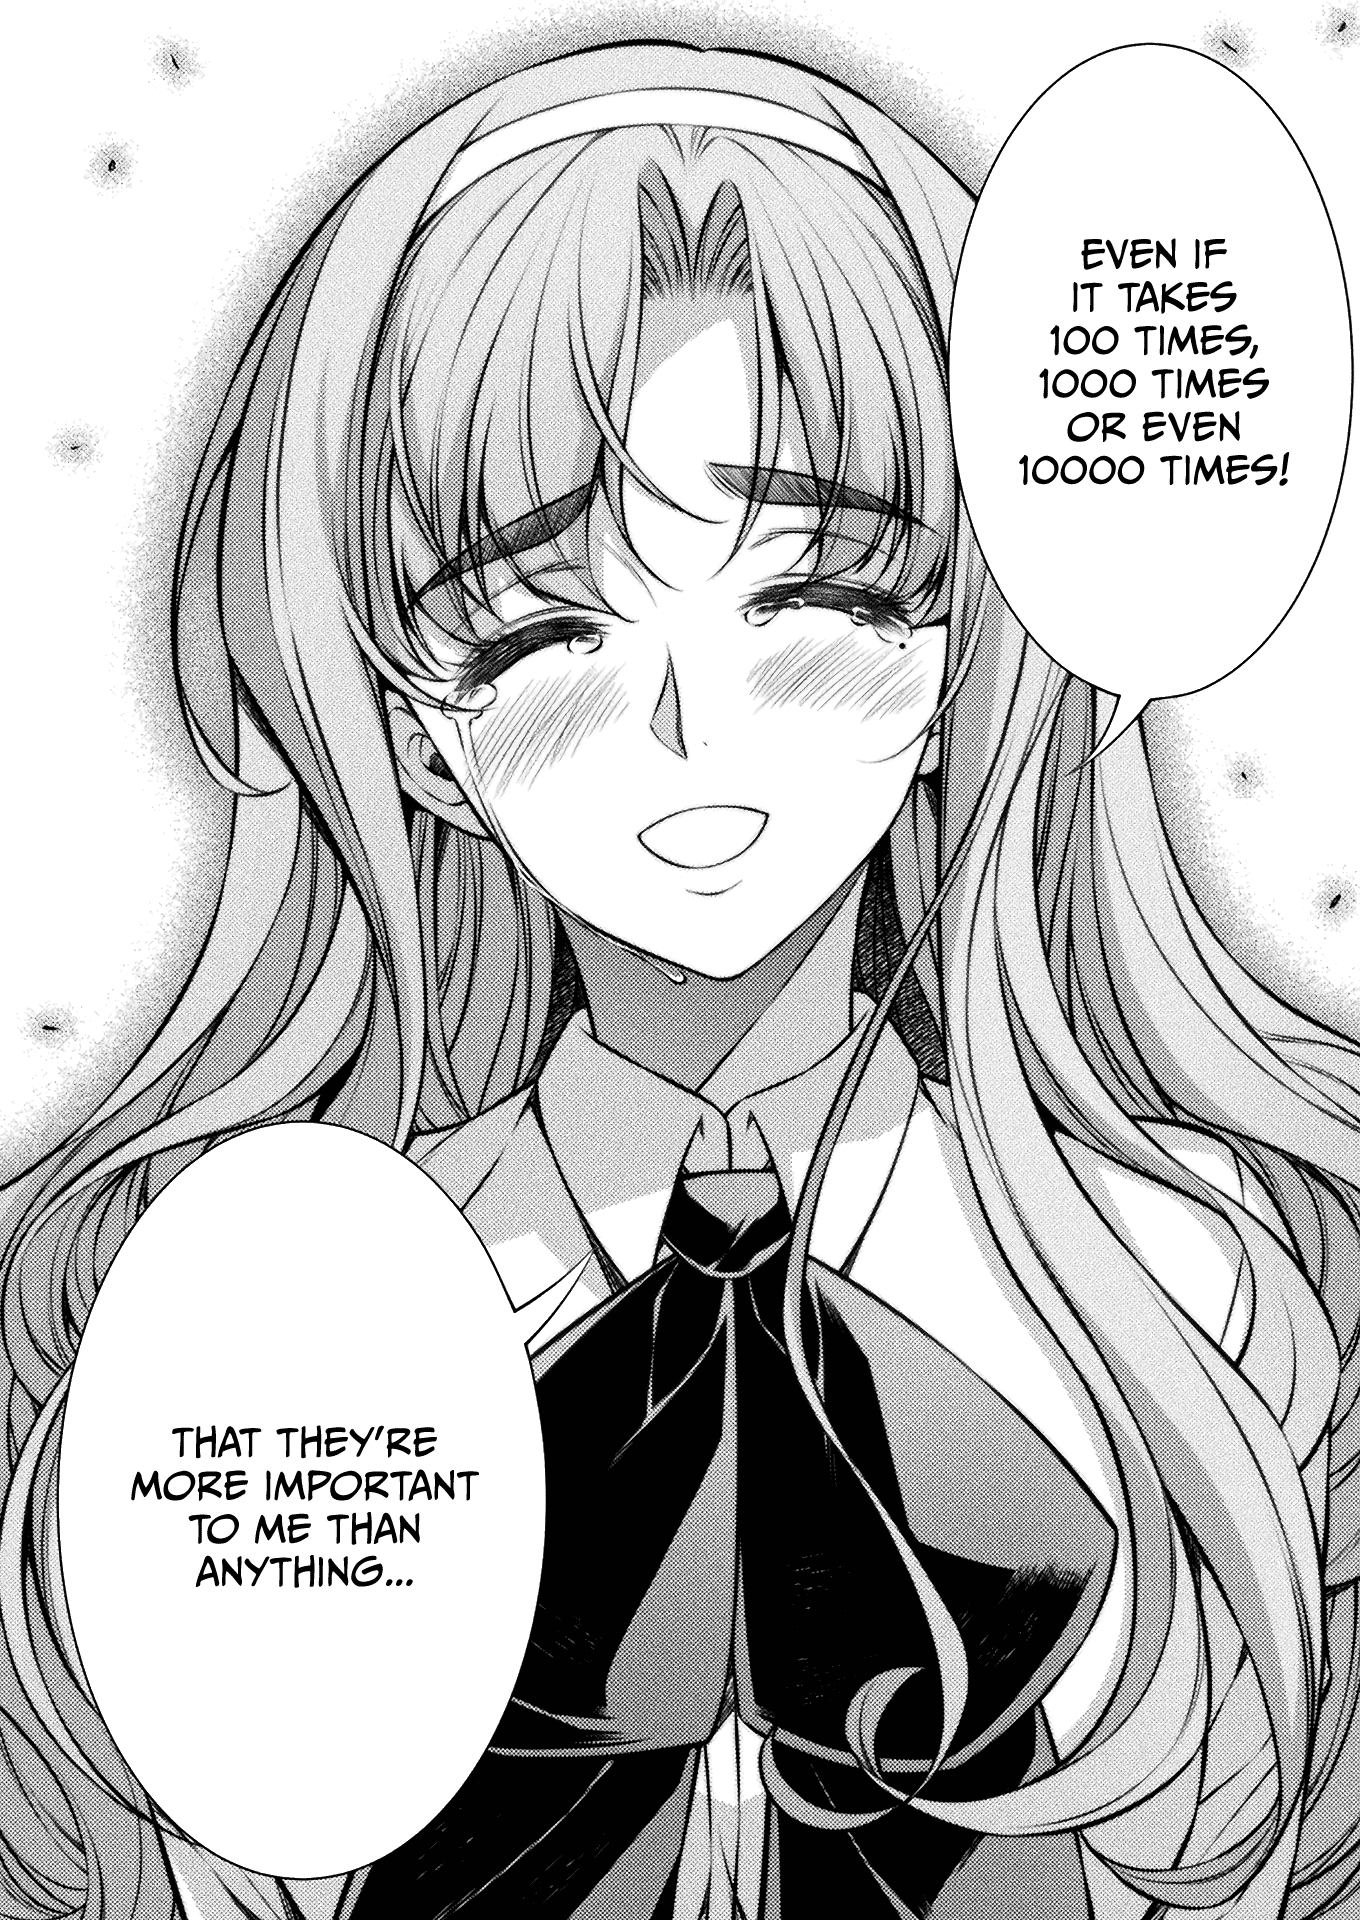 EVEN IF
IT TAKES
100 TIMES,
1000 TIMES
OR EVEN
10000 TIMES!
THAT THEY'RE
MORE IMPORTANT
TO ME THAN
ANYTHING...